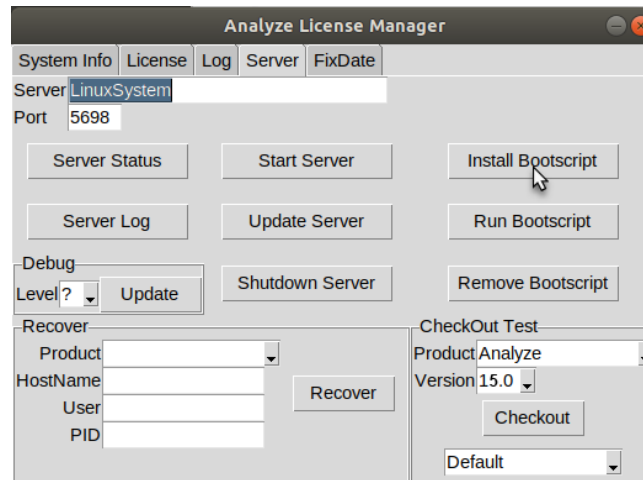 Analyze License Manager
System Info License Log Server FixDate
Server LinuxSystem
Port 5698
Server Status Start Server Install Bootscript
Server Log Update Server Run Bootscript
Debug
Level ? Update
Shutdown Server Remove Bootscript
Recover
Product
HostName
User
PID
Recover
CheckOut Test
Product Analyze
Version 15.0
Checkout
Default